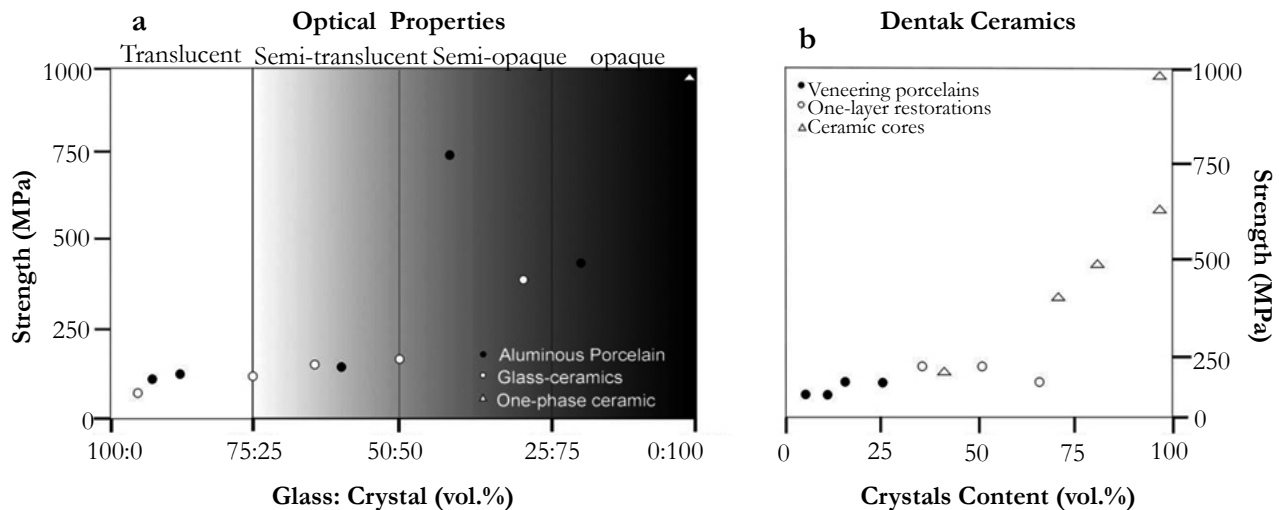 a
Optical Properties
Translucent Semi-translucent Semi-opaque opaque
1000
750
500
250
0
Strength (MPa)
Aluminous Porcelain
Glass-ceramics
One-phase ceramic
100:0 75:25 50:50 25:75 0:100
Glass: Crystal (vol.%)
b
Dentak Ceramics
Veneering porcelains
One-layer restorations
Ceramic cores
1000
750
500
250
0
Strength (MPa)
0 25 50 75 100
Crystals Content (vol.%)